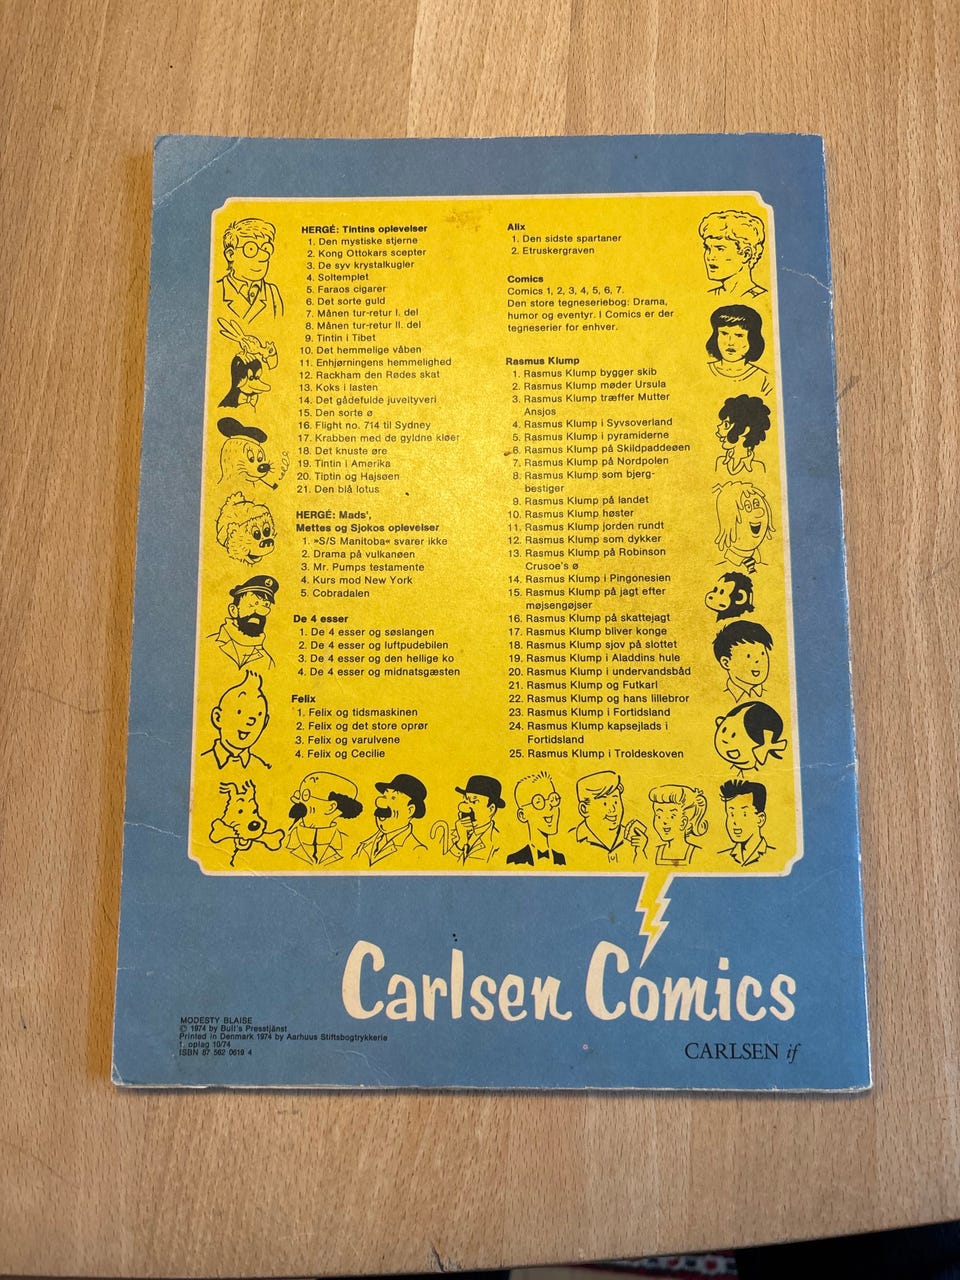 HERGÉ: Tintins oplevelser
1. Den mystiske stjerne
2. Kong Ottokars scepter
3. De syv krystalkugler
4. Soltemplet
5. Faraos cigarer
6. Det sorte guld
7. Månen tur-retur I. del
8. Månen tur-retur II. del
9. Tintin i Tibet
10. Det hemmelige våben
11. Enhjørningens hemmelighed
12. Rackham den Rødes skat
13. Koks i lasten
14. Det gådefulde juveltyveri
15. Den sorte ø
16. Flight no. 714 til Sydney
17. Krabben med de gyldne kløer
18. Det knuste øre
19. Tintin i Amerika
20. Tintin og Hajsøen
21. Den blå lotus
HERGÉ: Mads',
Mettes og Sjokos oplevelser
1. »S/S Manitoba« svarer ikke
2. Drama på vulkanøen
3. Mr. Pumps testamente
4. Kurs mod New York
5. Cobradalen
De 4 esser
1. De 4 esser og søslangen
2. De 4 esser og luftpudebilen
3. De 4 esser og den hellige ko
4. De 4 esser og midnatsgæsten
Felix
1. Felix og tidsmaskinen
2. Felix og det store oprør
3. Felix og varulvene
4. Felix og Cecilie
Alix
1. Den sidste spartaner
2. Etruskergraven
Comics
Comics 1, 2, 3, 4, 5, 6, 7.
Den store tegneseriebog: Drama,
humor og eventyr. I Comics er der
tegneserier for enhver.
Rasmus Klump
1. Rasmus Klump bygger skib
2. Rasmus Klump møder Ursula
3. Rasmus Klump træffer Mutter
Ansjos
4. Rasmus Klump i Syvsoverland
5. Rasmus Klump i pyramiderne
6. Rasmus Klump på Skildpaddeøen
7. Rasmus Klump på Nordpolen
8. Rasmus Klump som bjerg-
bestiger
9. Rasmus Klump på landet
10. Rasmus Klump høster
11. Rasmus Klump jorden rundt
12. Rasmus Klump som dykker
13. Rasmus Klump på Robinson
Crusoe's ø
14. Rasmus Klump i Pingonesien
15. Rasmus Klump på jagt efter
møjsengøjser
16. Rasmus Klump på skattejagt
17. Rasmus Klump bliver konge
18. Rasmus Klump sjov på slottet
19. Rasmus Klump i Aladdins hule
20. Rasmus Klump i undervandsbåd
21. Rasmus Klump og Futkarl
22. Rasmus Klump og hans lillebror
23. Rasmus Klump i Fortidsland
24. Rasmus Klump kapsejlads i
Fortidsland
25. Rasmus Klump i Troldeskoven
Carlsen Comics
MODESTY BLAISE
© 1974 by Bull's Presstjänst
Printed in Denmark 1974 by Aarhuus Stiftsbogtrykkerie
1. oplag 10/74
ISBN 87 562 0619 4
CARLSEN if